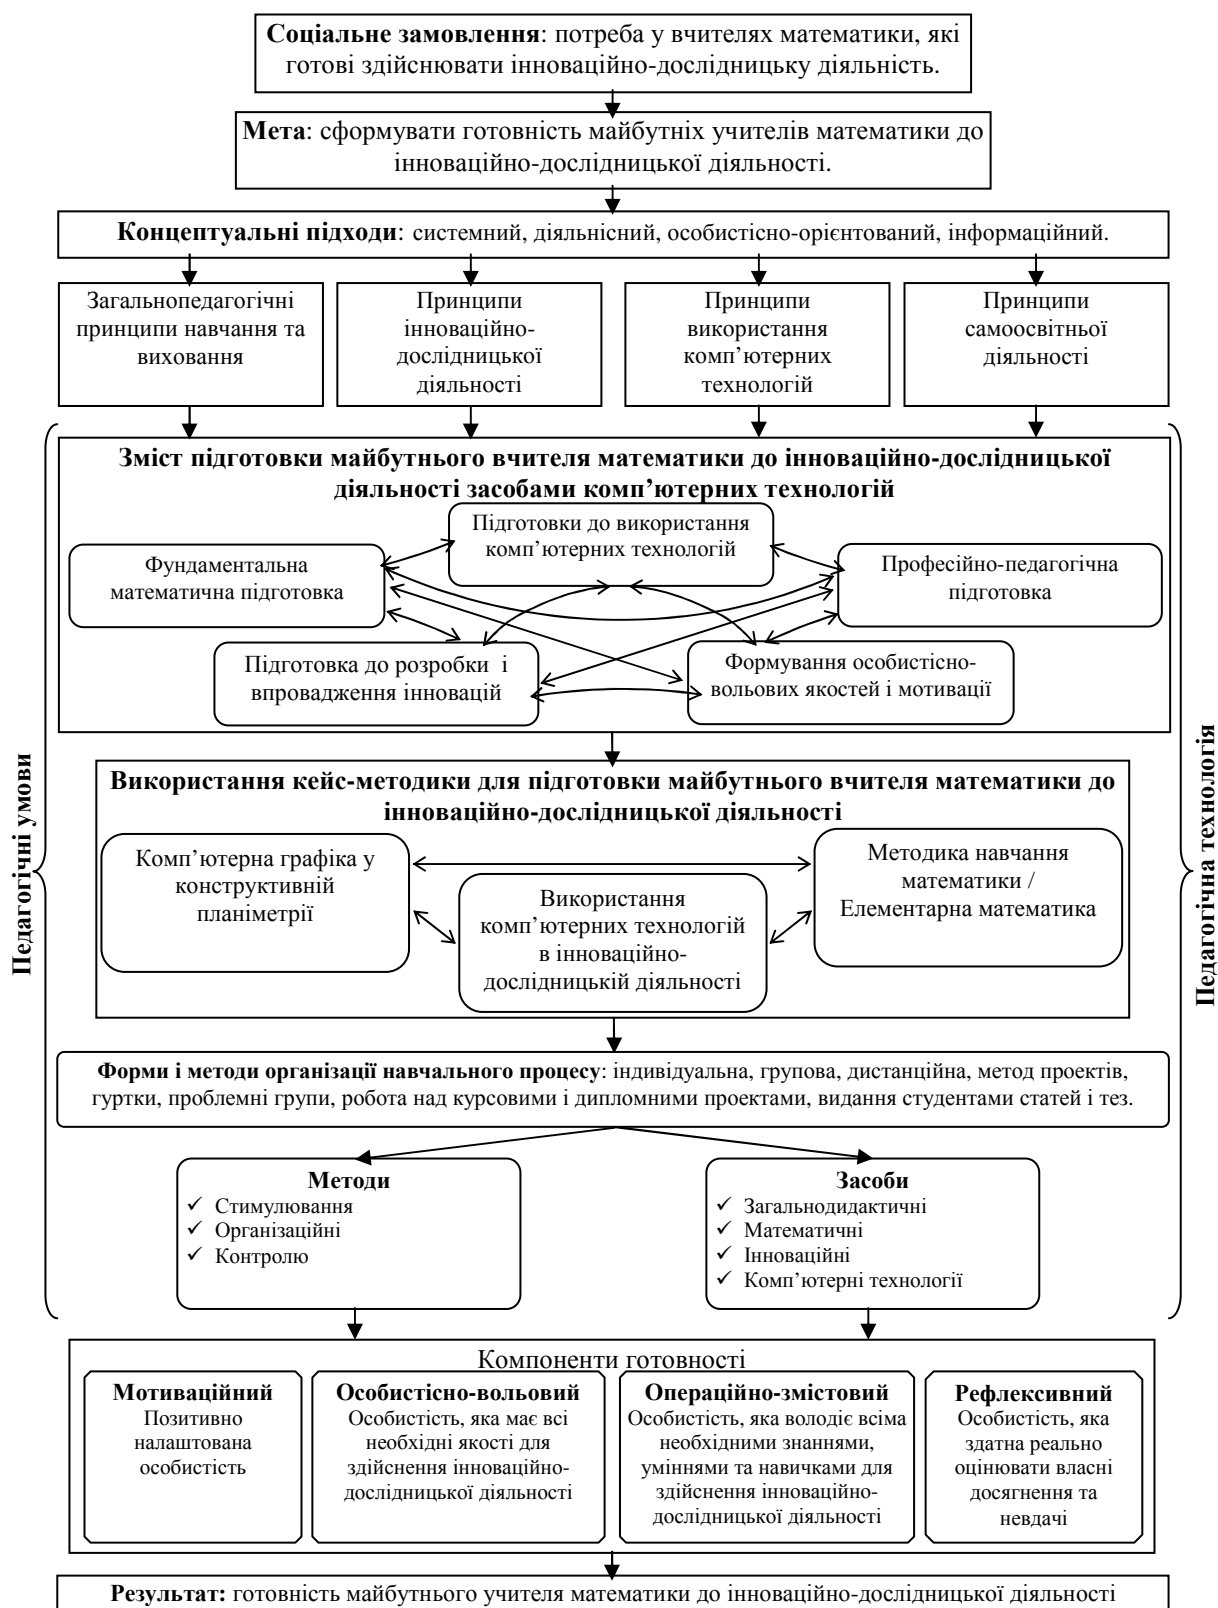 Соціальне замовлення: потреба у вчителях математики, які
готові здійснювати інноваційно-дослідницьку діяльність.
Мета: сформувати готовність майбутніх учителів математики до
інноваційно-дослідницької діяльності.
Концептуальні підходи: системний, діяльнісний, особистісно-орієнтований, інформаційний.
Загальнопедагогічні
принципи навчання та
виховання
Принципи
інноваційно-
дослідницької
діяльності
Принципи
використання
комп’ютерних
технологій
Принципи
самоосвітньої
діяльності
Педагогічні умови
Зміст підготовки майбутнього вчителя математики до інноваційно-дослідницької
діяльності засобами комп’ютерних технологій
Підготовки до використання
комп’ютерних технологій
Фундаментальна
математична підготовка
Професійно-педагогічна
підготовка
Підготовка до розробки і
впровадження інновацій
Формування особистісно-
вольових якостей і мотивації
Педагогічна технологія
Використання кейс-методики для підготовки майбутнього вчителя математики до
інноваційно-дослідницької діяльності
Комп’ютерна графіка у
конструктивній
планіметрії
Використання
комп’ютерних технологій
в інноваційно-
дослідницькій діяльності
Методика навчання
математики /
Елементарна математика
Форми і методи організації навчального процесу: індивідуальна, групова, дистанційна, метод проектів,
гуртки, проблемні групи, робота над курсовими і дипломними проектами, видання студентами статей і тез.
Методи
✓ Стимулювання
✓ Організаційні
✓ Контролю
Засоби
✓ Загальнодидактичні
✓ Математичні
✓ Інноваційні
✓ Комп’ютерні технології
Компоненти готовності
Мотиваційний
Позитивно
налаштована
особистість
Особистісно-вольовий
Особистість, яка має всі
необхідні якості для
здійснення інноваційно-
дослідницької діяльності
Операційно-змістовий
Особистість, яка володіє всіма
необхідними знаннями,
уміннями та навичками для
здійснення інноваційно-
дослідницької діяльності
Рефлексивний
Особистість, яка
здатна реально
оцінювати власні
досягнення та
невдачі
Результат: готовність майбутнього учителя математики до інноваційно-дослідницької діяльності